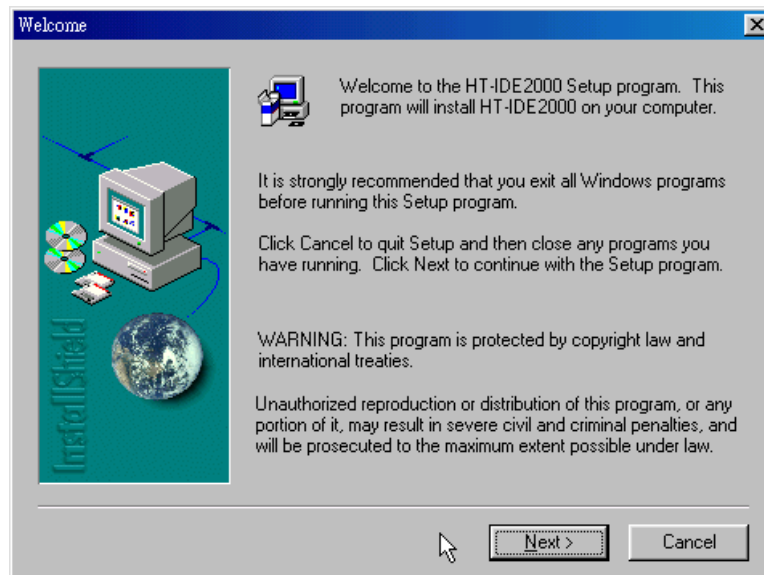 Welcome
Welcome to the HT-IDE2000 Setup program.  This
program will install HT-IDE2000 on your computer.
It is strongly recommended that you exit all Windows programs
before running this Setup program.
Click Cancel to quit Setup and then close any programs you
have running.  Click Next to continue with the Setup program.
WARNING: This program is protected by copyright law and
international treaties.
Unauthorized reproduction or distribution of this program, or any
portion of it, may result in severe civil and criminal penalties, and
will be prosecuted to the maximum extent possible under law.
InstallShield
Next >
Cancel